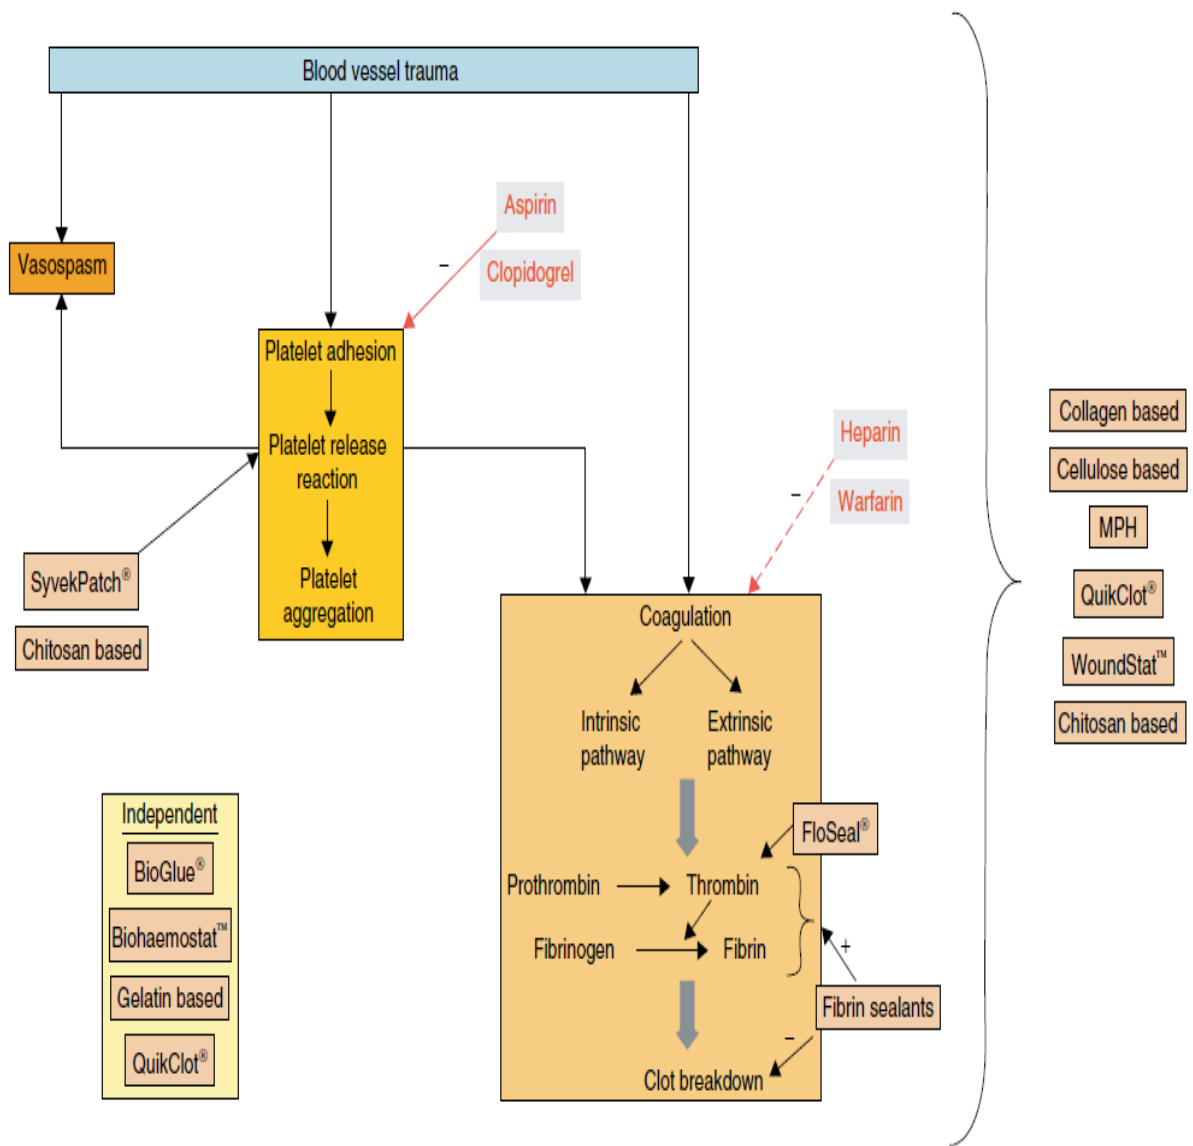 Blood vessel trauma
Aspirin
Clopidogrel
–
Vasospasm
Platelet adhesion
Platelet release
reaction
Platelet
aggregation
Heparin
Warfarin
–
SyvekPatch®
Chitosan based
Coagulation
Intrinsic
pathway
Extrinsic
pathway
FloSeal®
Prothrombin
Thrombin
Fibrinogen
Fibrin
+
Fibrin sealants
–
Clot breakdown
Independent
BioGlue®
Biohaemostat™
Gelatin based
QuikClot®
Collagen based
Cellulose based
MPH
QuikClot®
WoundStat™
Chitosan based